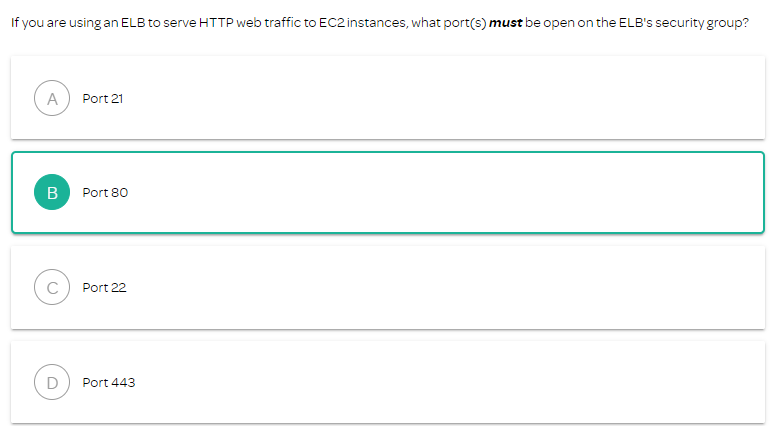 If you are using an ELB to serve HTTP web traffic to EC2 instances, what port(s) must be open on the ELB's security group?
A Port 21
B Port 80
C Port 22
D Port 443